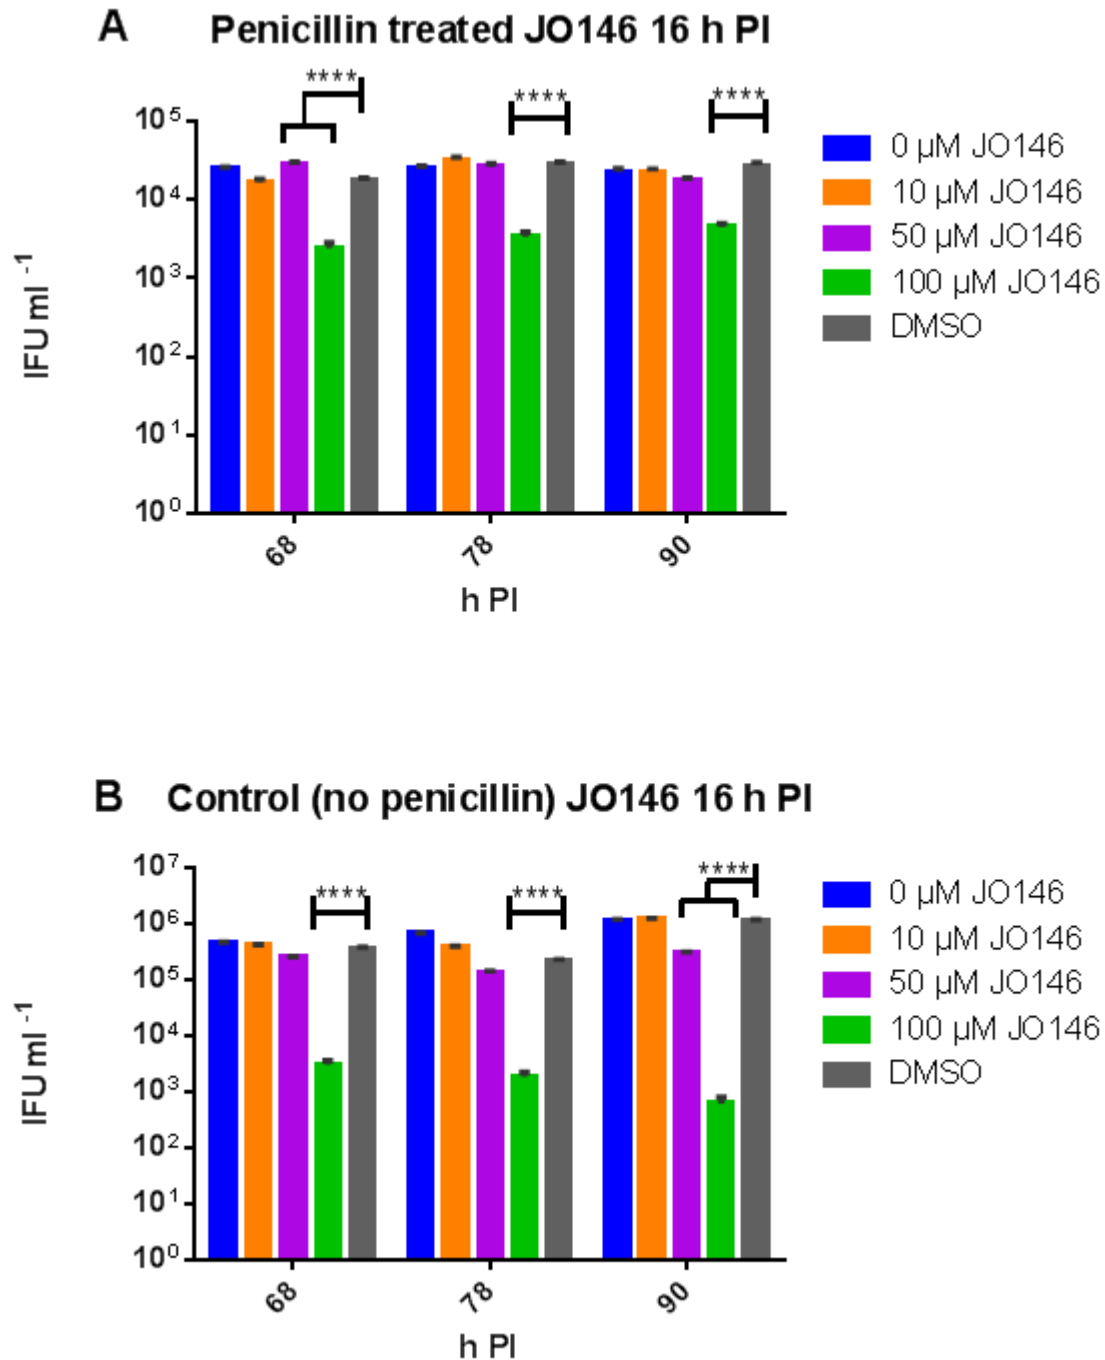 A Penicillin treated JO146 16 h PI
**** **** ****
10⁵
10⁴
10³
10²
10¹
10⁰
IFU ml ⁻¹
68 78 90
h PI
0 µM JO146
10 µM JO146
50 µM JO146
100 µM JO146
DMSO
B Control (no penicillin) JO146 16 h PI
**** **** ****
10⁷
10⁶
10⁵
10⁴
10³
10²
10¹
10⁰
IFU ml ⁻¹
68 78 90
h PI
0 µM JO146
10 µM JO146
50 µM JO146
100 µM JO146
DMSO